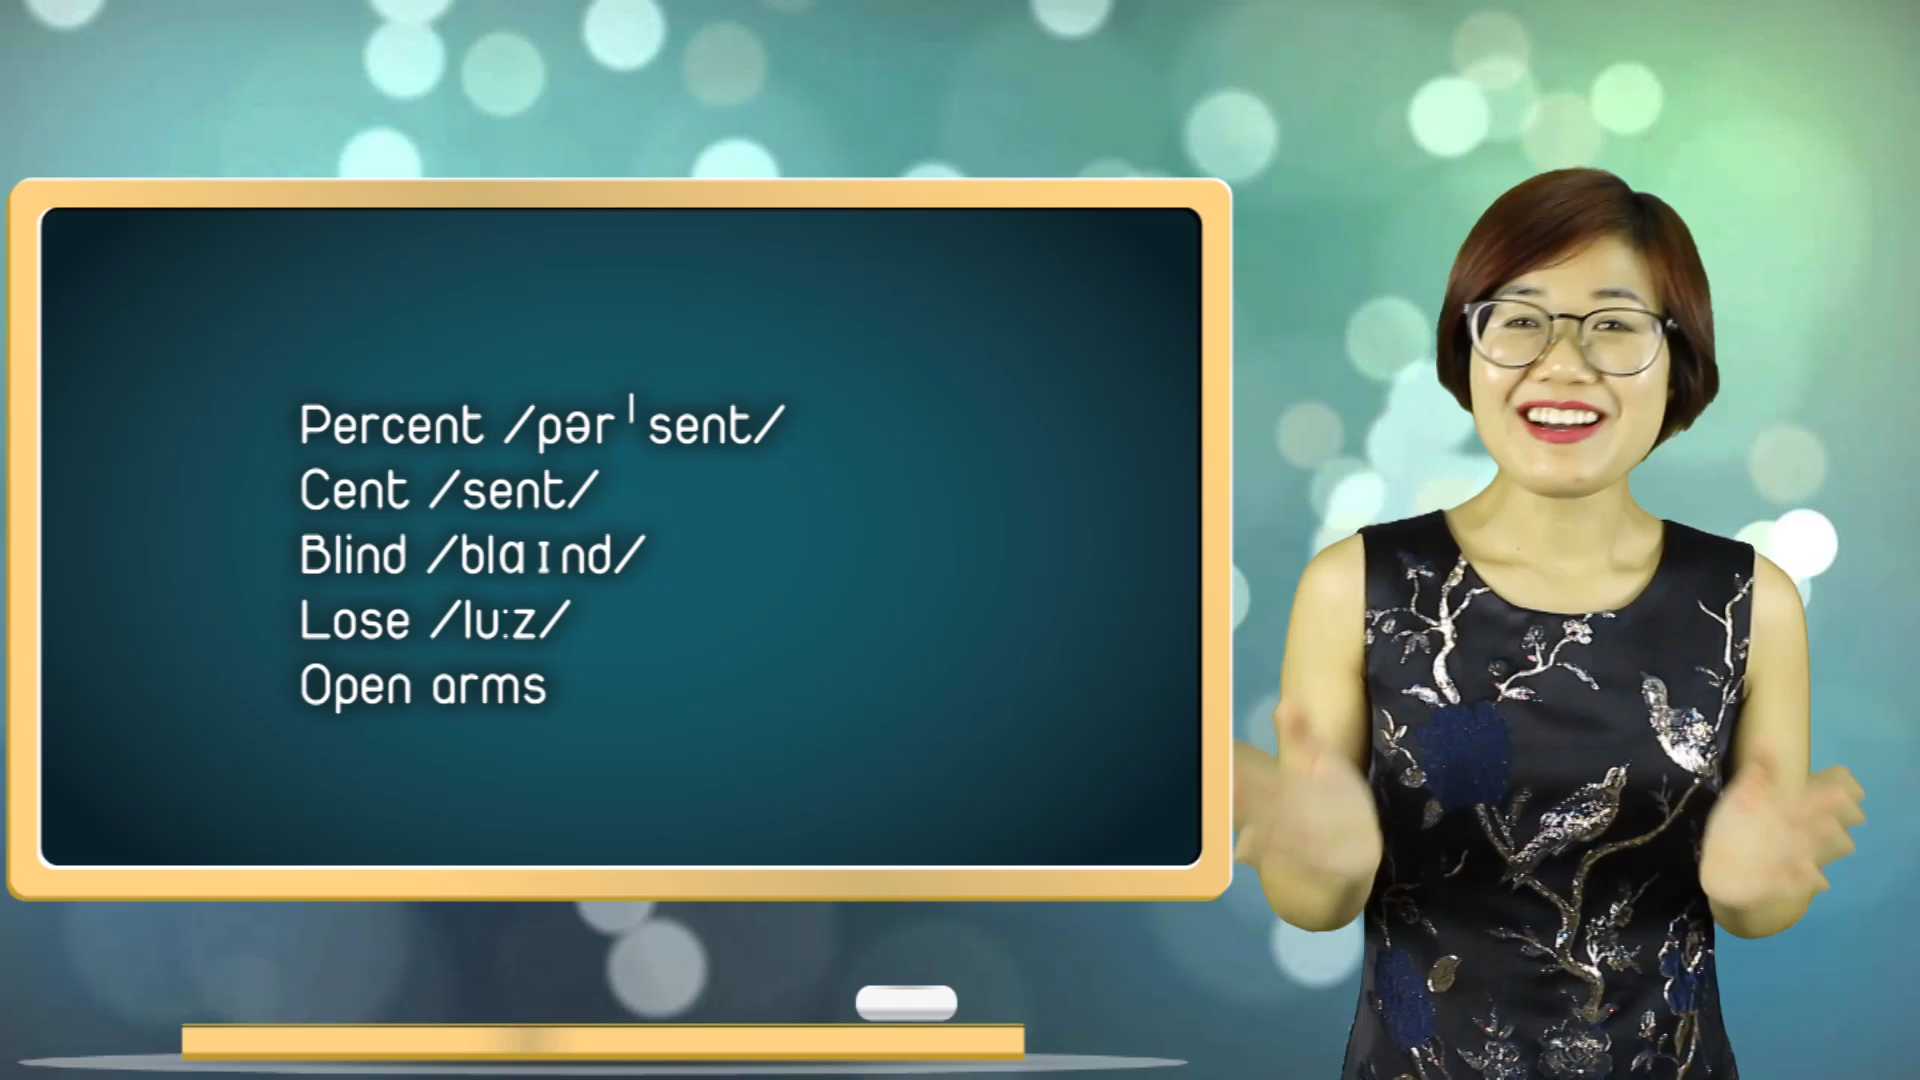 Percent /pərˈsent/
Cent /sent/
Blind /blaɪnd/
Lose /luːz/
Open arms